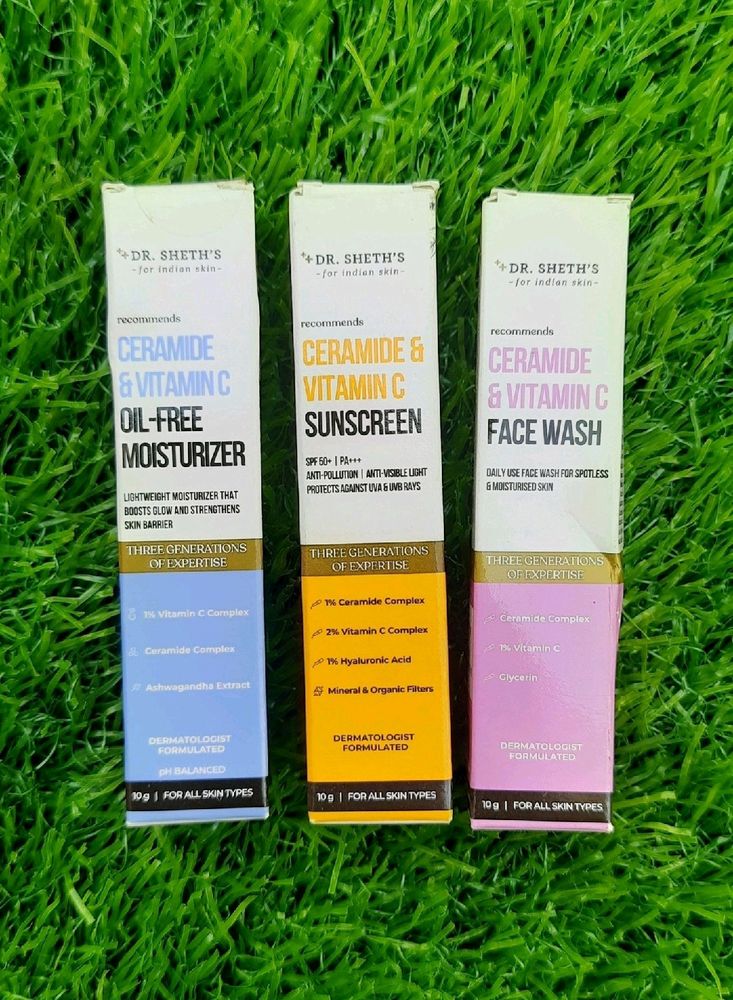 DR. SHETH'S
- for indian skin -
recommends
CERAMIDE
& VITAMIN C
OIL-FREE
MOISTURIZER
LIGHTWEIGHT MOISTURIZER THAT
BOOSTS GLOW AND STRENGTHENS
SKIN BARRIER
THREE GENERATIONS
OF EXPERTISE
1% Vitamin C Complex
Ceramide Complex
Ashwagandha Extract
DERMATOLOGIST
FORMULATED
pH BALANCED
10 g | FOR ALL SKIN TYPES
DR. SHETH'S
- for indian skin -
recommends
CERAMIDE &
VITAMIN C
SUNSCREEN
SPF 50+ | PA+++
ANTI-POLLUTION | ANTI-VISIBLE LIGHT
PROTECTS AGAINST UVA & UVB RAYS
THREE GENERATIONS
OF EXPERTISE
1% Ceramide Complex
2% Vitamin C Complex
1% Hyaluronic Acid
Mineral & Organic Filters
DERMATOLOGIST
FORMULATED
10 g | FOR ALL SKIN TYPES
DR. SHETH'S
- for indian skin -
recommends
CERAMIDE
& VITAMIN C
FACE WASH
DAILY USE FACE WASH FOR SPOTLESS
& MOISTURISED SKIN
THREE GENERATIONS
OF EXPERTISE
Ceramide Complex
1% Vitamin C
Glycerin
DERMATOLOGIST
FORMULATED
10 g | FOR ALL SKIN TYPES